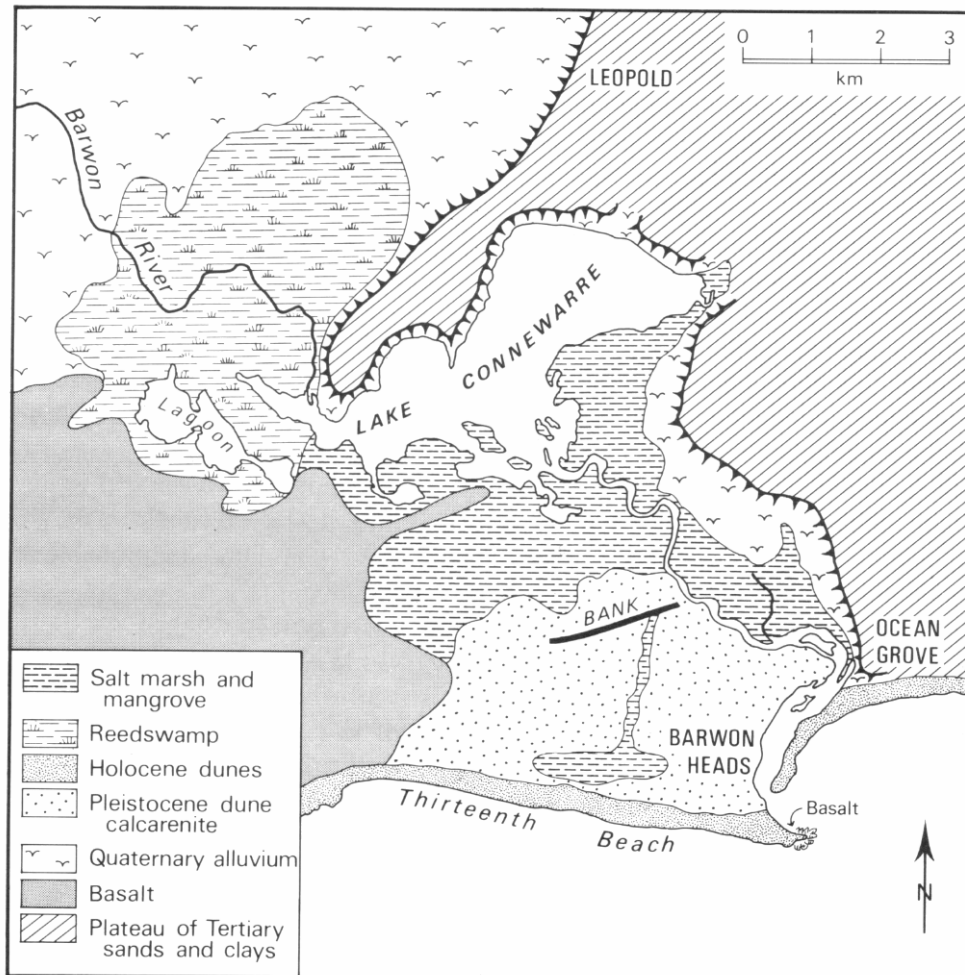 0 1 2 3
km
LEOPOLD
Barwon
River
CONNEWARRE
LAKE
Lagoon
BANK
OCEAN
GROVE
BARWON
HEADS
Basalt
Thirteenth
Beach
N
Salt marsh and
mangrove
Reedswamp
Holocene dunes
Pleistocene dune
calcarenite
Quaternary alluvium
Basalt
Plateau of Tertiary
sands and clays